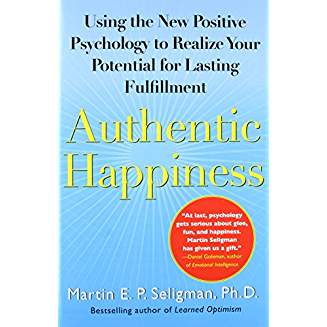 Using the New Positive
Psychology to Realize Your
Potential for Lasting
Fulfillment
Authentic
Happiness
"At last, psychology
gets serious about glee,
fun, and happiness.
Martin Seligman
has given us a gift."
—Daniel Goleman, author
of Emotional Intelligence
Martin E. P. Seligman, Ph.D.
Bestselling author of Learned Optimism